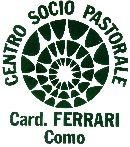 CENTRO SOCIO PASTORALE
Card. FERRARI
Como